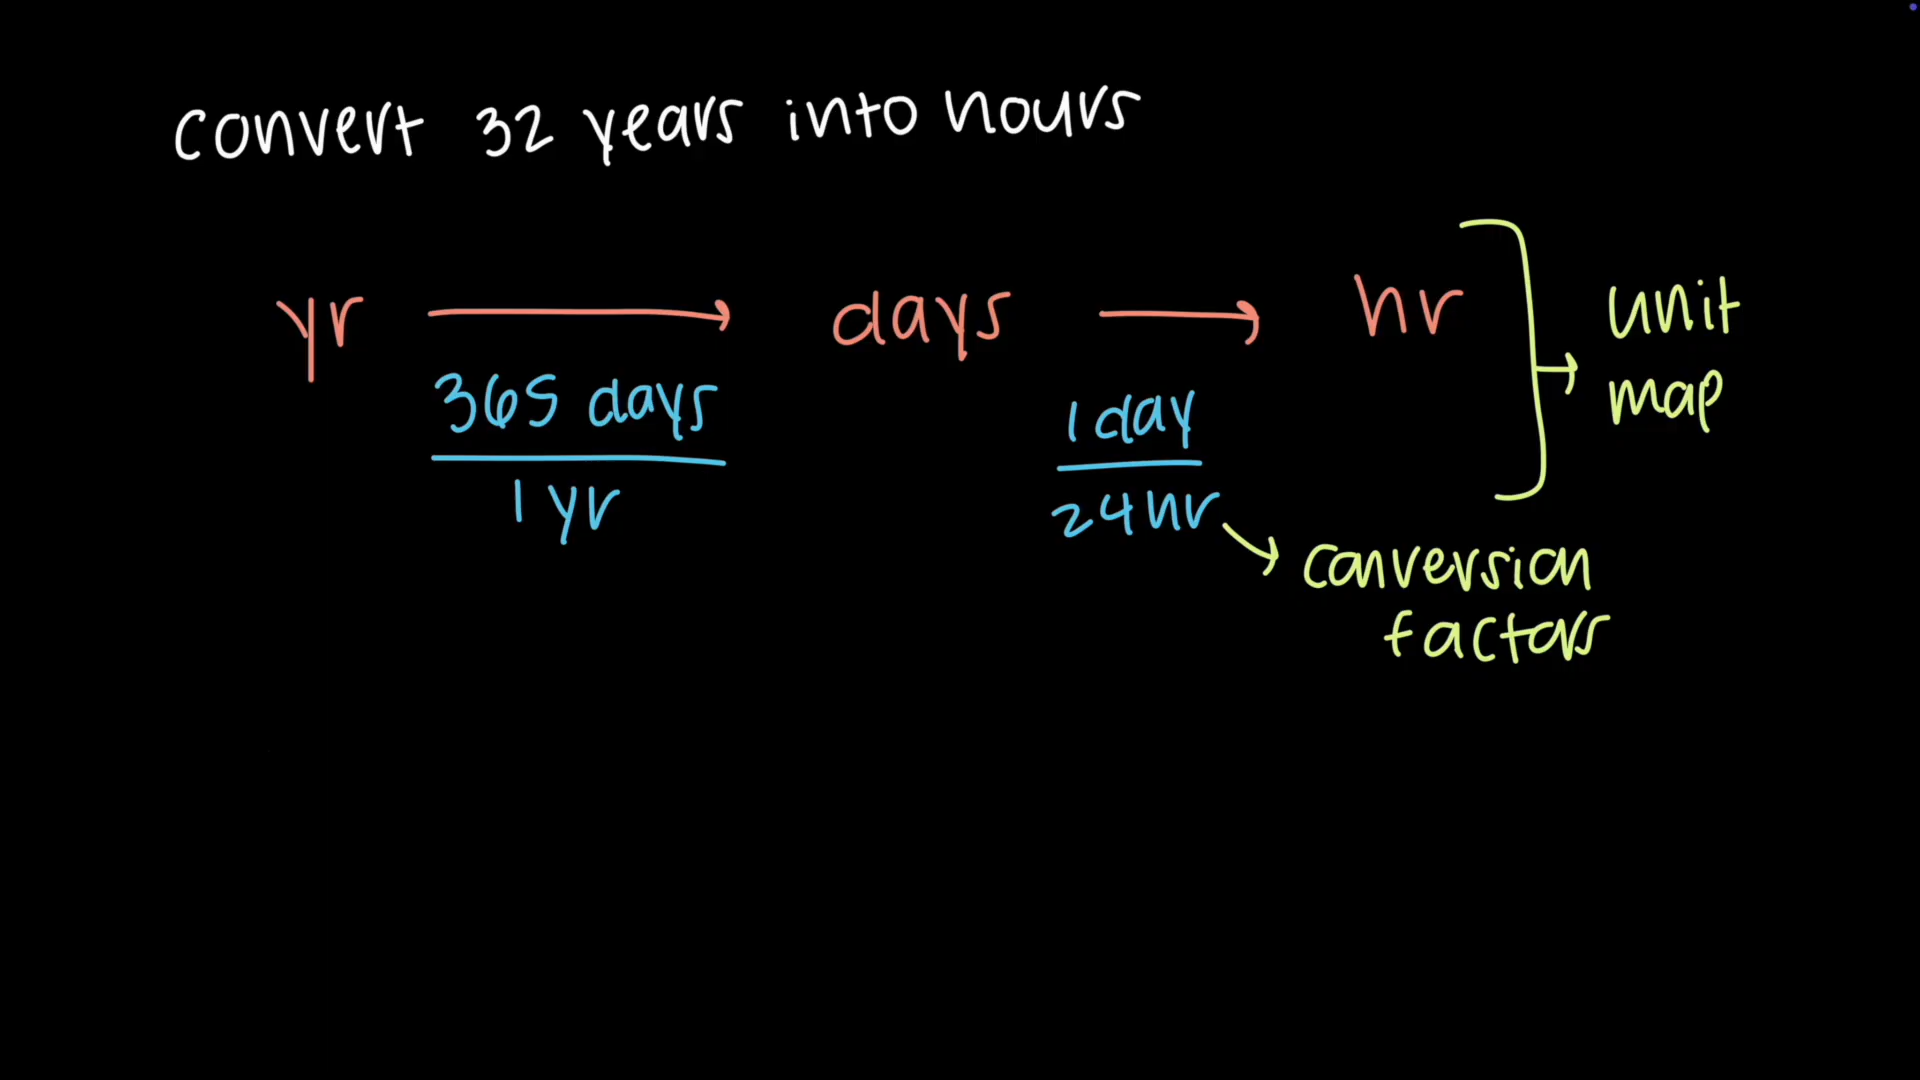 convert 32 years into hours
yr → days → hr
365 days
1 yr
1 day
24 hr
unit
map
conversion
factors